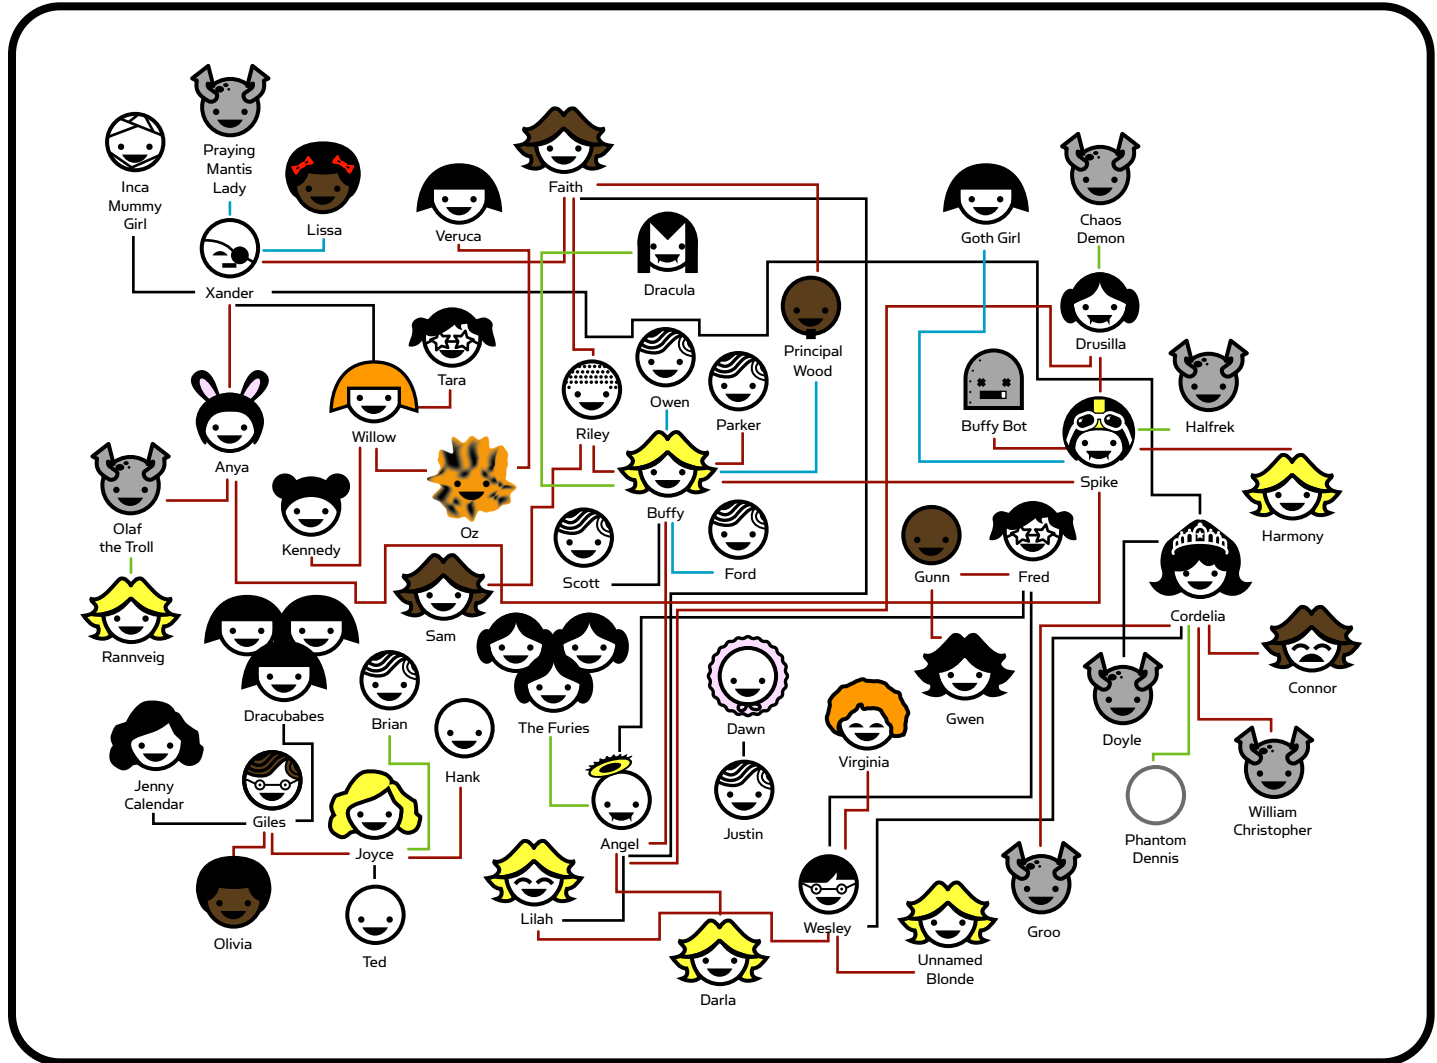 Praying
Mantis
Lady
Inca
Mummy
Girl
Lissa
Veruca
Faith
Goth Girl
Chaos
Demon
Xander
Dracula
Tara
Principal
Wood
Drusilla
Owen
Parker
Willow
Riley
Buffy Bot
Halfrek
Anya
Spike
Olaf
the Troll
Kennedy
Oz
Buffy
Harmony
Scott
Ford
Gunn
Fred
Cordelia
Rannveig
Sam
Connor
Dracubabes
Brian
The Furies
Dawn
Gwen
Doyle
Jenny
Calendar
Hank
Virginia
Giles
Joyce
Angel
Justin
Phantom
Dennis
William
Christopher
Olivia
Ted
Lilah
Wesley
Groo
Unnamed
Blonde
Darla